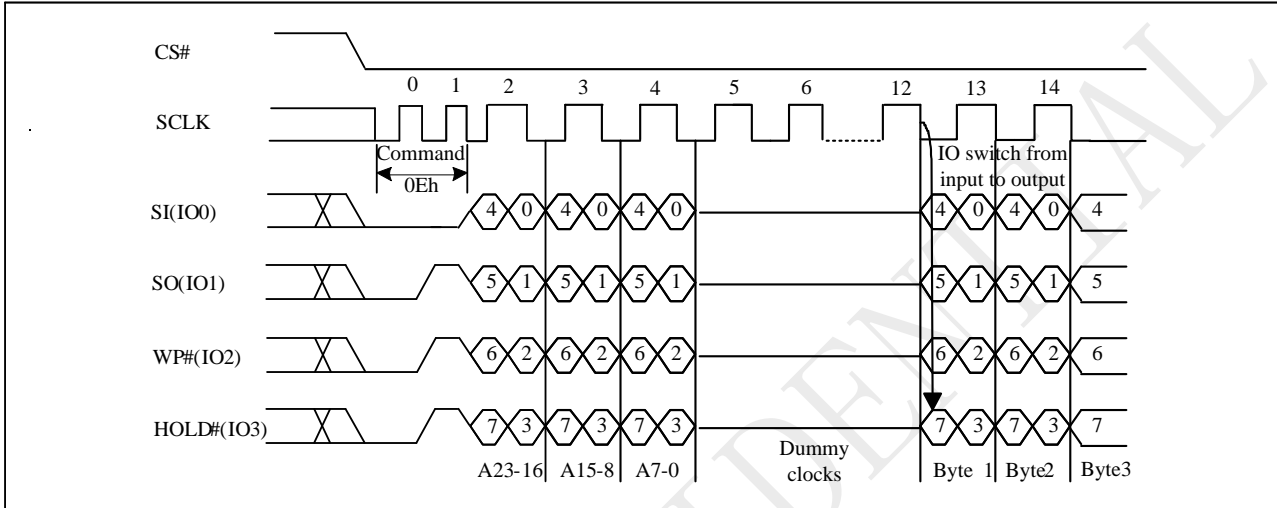 CS#
0 1 2 3 4 5 6 12 13 14
SCLK
Command
0Eh
IO switch from
input to output
SI(IO0) 4 0 4 0 4 0 4 0 4 0 4
SO(IO1) 5 1 5 1 5 1 5 1 5 1 5
WP#(IO2) 6 2 6 2 6 2 6 2 6 2 6
HOLD#(IO3) 7 3 7 3 7 3 7 3 7 3 7
A23-16 A15-8 A7-0
Dummy
clocks
Byte 1 Byte2 Byte3
DENTIAL